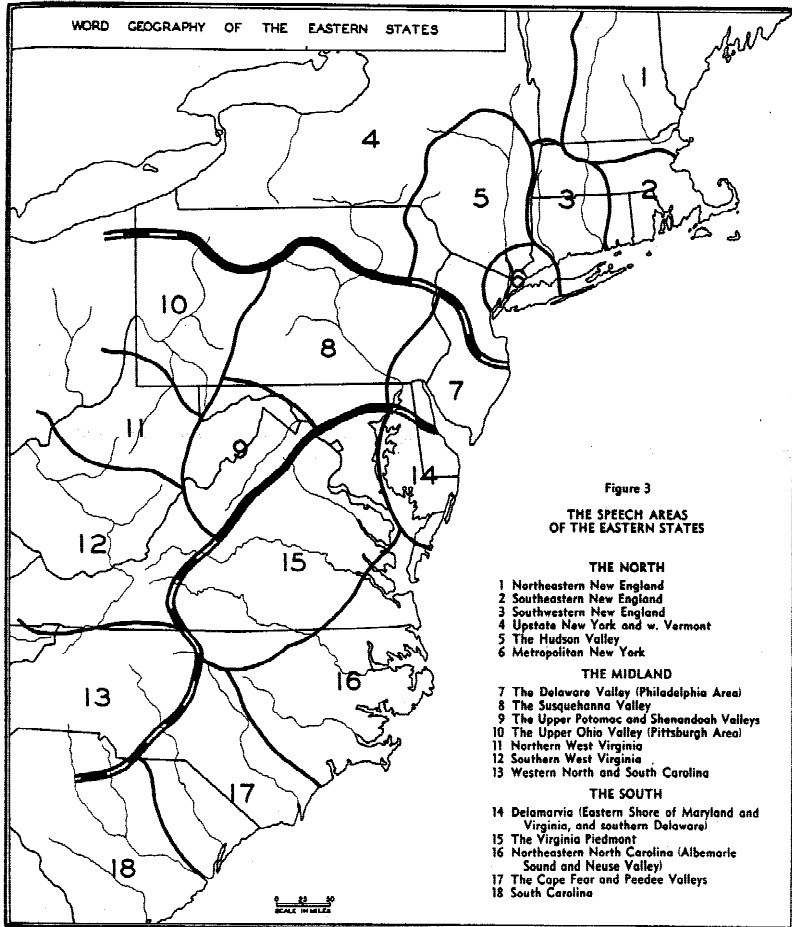 WORD GEOGRAPHY OF THE EASTERN STATES
1
4
5
3
2
6
10
8
7
11
9
14
12
15
13
16
17
18
Figure 3
THE SPEECH AREAS
OF THE EASTERN STATES
THE NORTH
1 Northeastern New England
2 Southeastern New England
3 Southwestern New England
4 Upstate New York and w. Vermont
5 The Hudson Valley
6 Metropolitan New York
THE MIDLAND
7 The Delaware Valley (Philadelphia Area)
8 The Susquehanna Valley
9 The Upper Potomac and Shenandoah Valleys
10 The Upper Ohio Valley (Pittsburgh Area)
11 Northern West Virginia
12 Southern West Virginia
13 Western North and South Carolina
THE SOUTH
14 Delamarvia (Eastern Shore of Maryland and
Virginia, and southern Delaware)
15 The Virginia Piedmont
16 Northeastern North Carolina (Albemarle
Sound and Neuse Valley)
17 The Cape Fear and Peedee Valleys
18 South Carolina
0 25 50
SCALE IN MILES